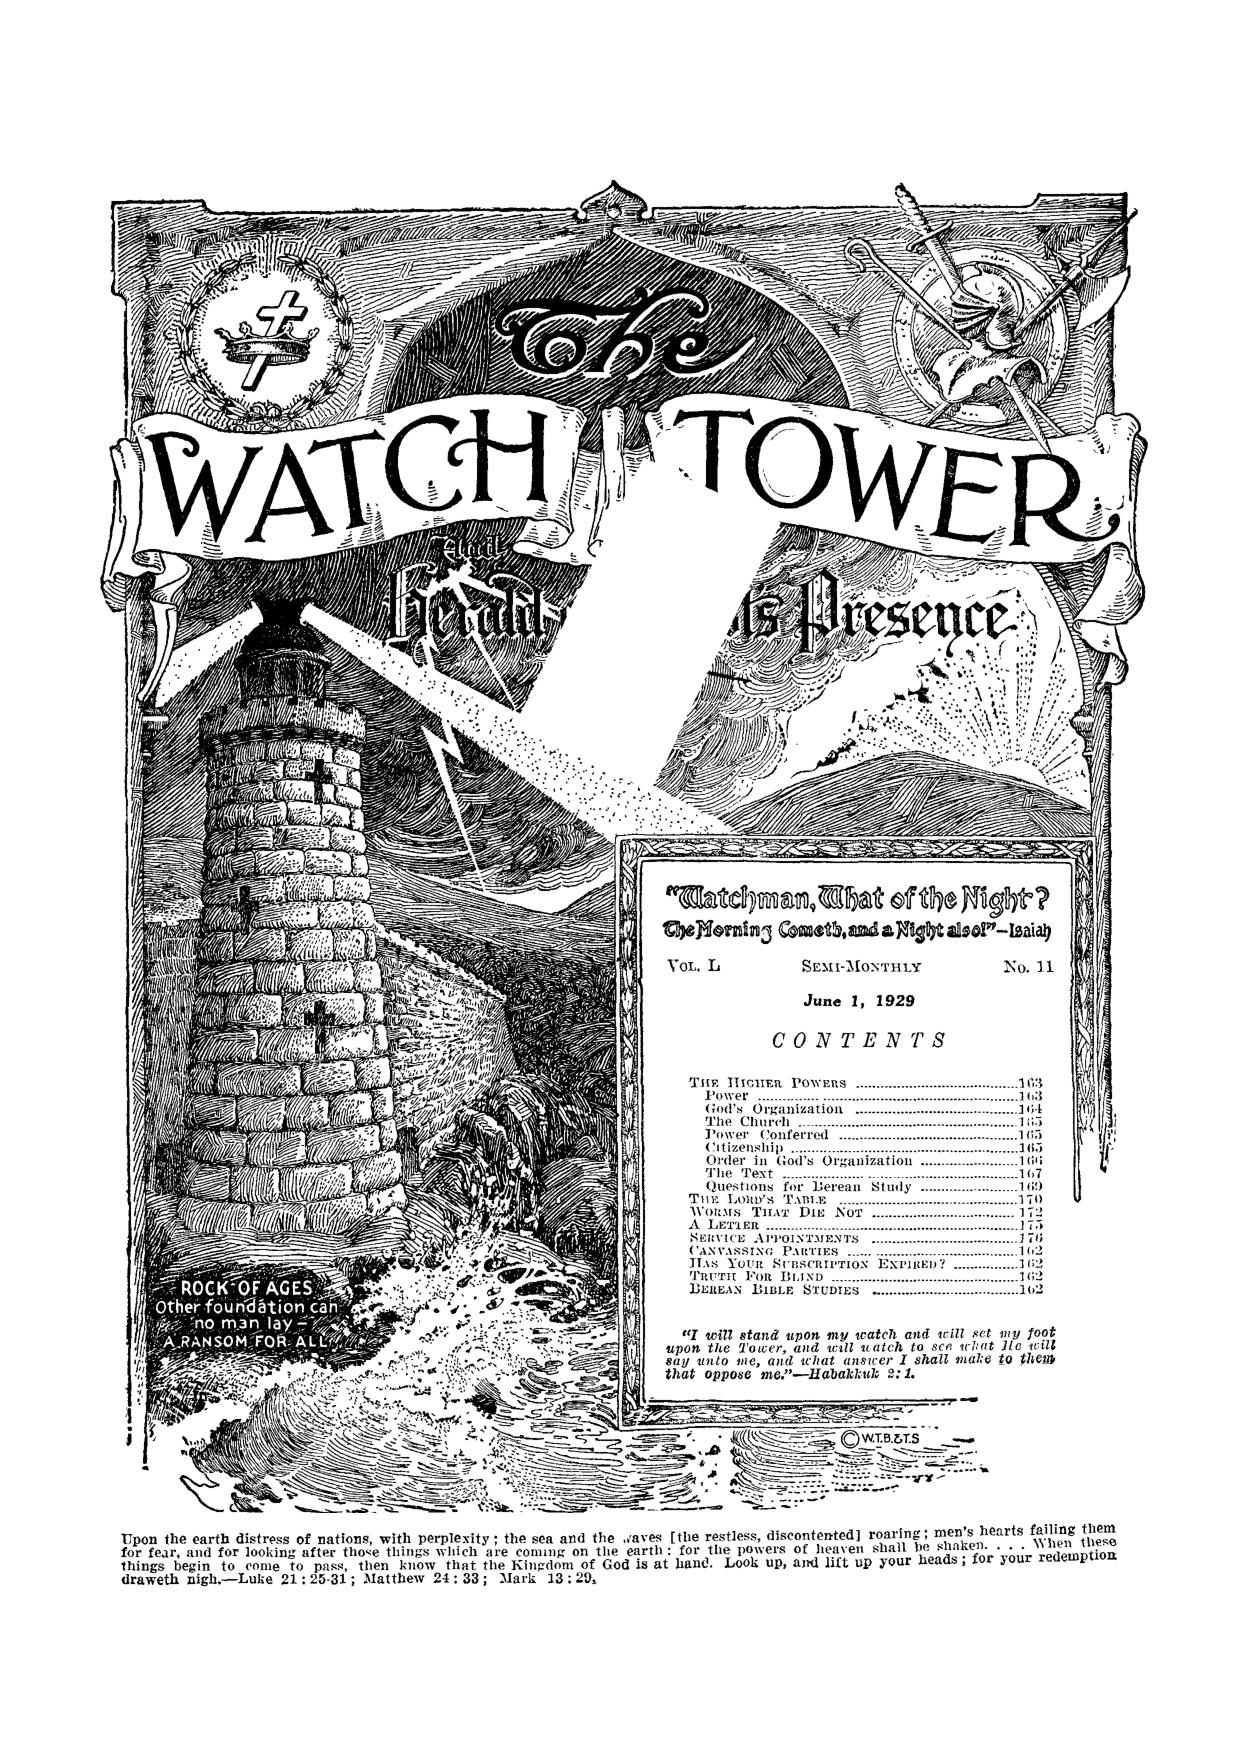 The
WATCH TOWER
And
Herald Presence
"Watchman, What of the Night?
The Morning Cometh, and a Night also!"—Isaiah
VOL. L SEMI-MONTHLY No. 11
June 1, 1929
CONTENTS
THE HIGHER POWERS 163
Power 163
God's Organization 164
The Church 165
Power Conferred 165
Citizenship 165
Order in God's Organization 166
The Text 167
Questions for Berean Study 169
THE LORD'S TABLE 170
WORMS THAT DIE NOT 172
A LETTER 175
SERVICE APPOINTMENTS 176
CANVASSING PARTIES 162
HAS YOUR SUBSCRIPTION EXPIRED? 162
TRUTH FOR BLIND 162
BEREAN BIBLE STUDIES 162
"I will stand upon my watch and will set my foot
upon the Tower, and will watch to see what He will
say unto me, and what answer I shall make to them
that oppose me."—Habakkuk 2:1.
ROCK OF AGES
Other foundation can
no man lay—
A RANSOM FOR ALL
©W.T.B.&T.S
Upon the earth distress of nations, with perplexity; the sea and the waves [the restless, discontented] roaring; men's hearts failing them
for fear, and for looking after those things which are coming on the earth: for the powers of heaven shall be shaken. . . . When these
things begin to come to pass, then know that the Kingdom of God is at hand. Look up, and lift up your heads; for your redemption
draweth nigh.—Luke 21:25-31; Matthew 24:33; Mark 13:29.